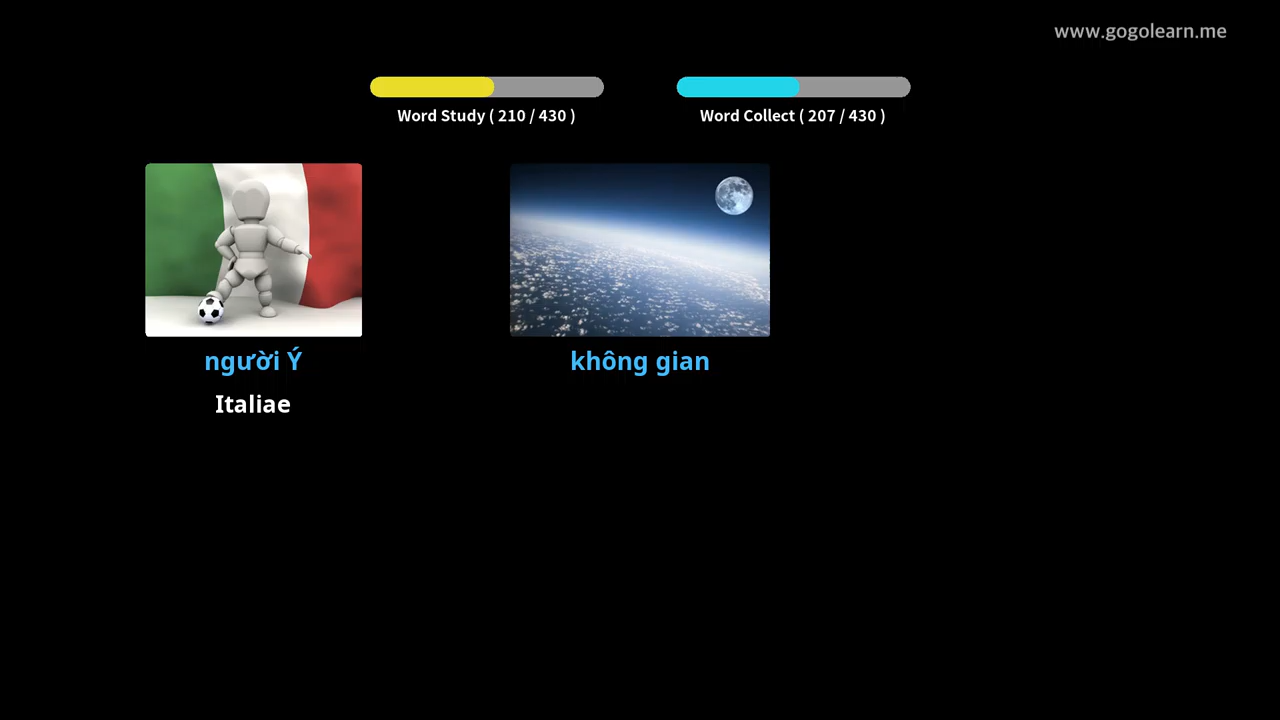 www.gogolearn.me
Word Study ( 210 / 430 )
Word Collect ( 207 / 430 )
người Ý
Italiae
không gian